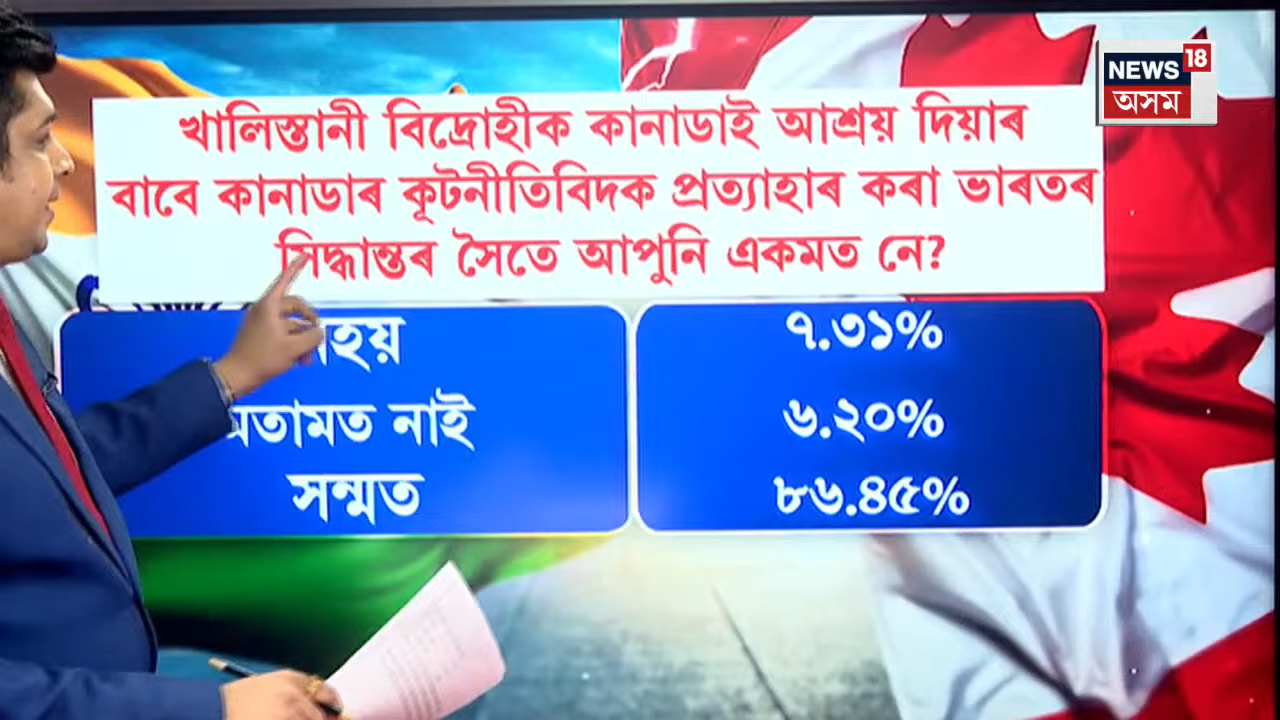 NEWS 18
অসম
খালিস্তানী বিদ্ৰোহীক কানাডাই আশ্ৰয় দিয়াৰ
বাবে কানাডাৰ কূটনীতিবিদক প্ৰত্যাহাৰ কৰা ভাৰতৰ
সিদ্ধান্তৰ সৈতে আপুনি একমত নে?
৭.৩১%
মতামত নাই ৬.২০%
সন্মত ৮৬.৪৫%